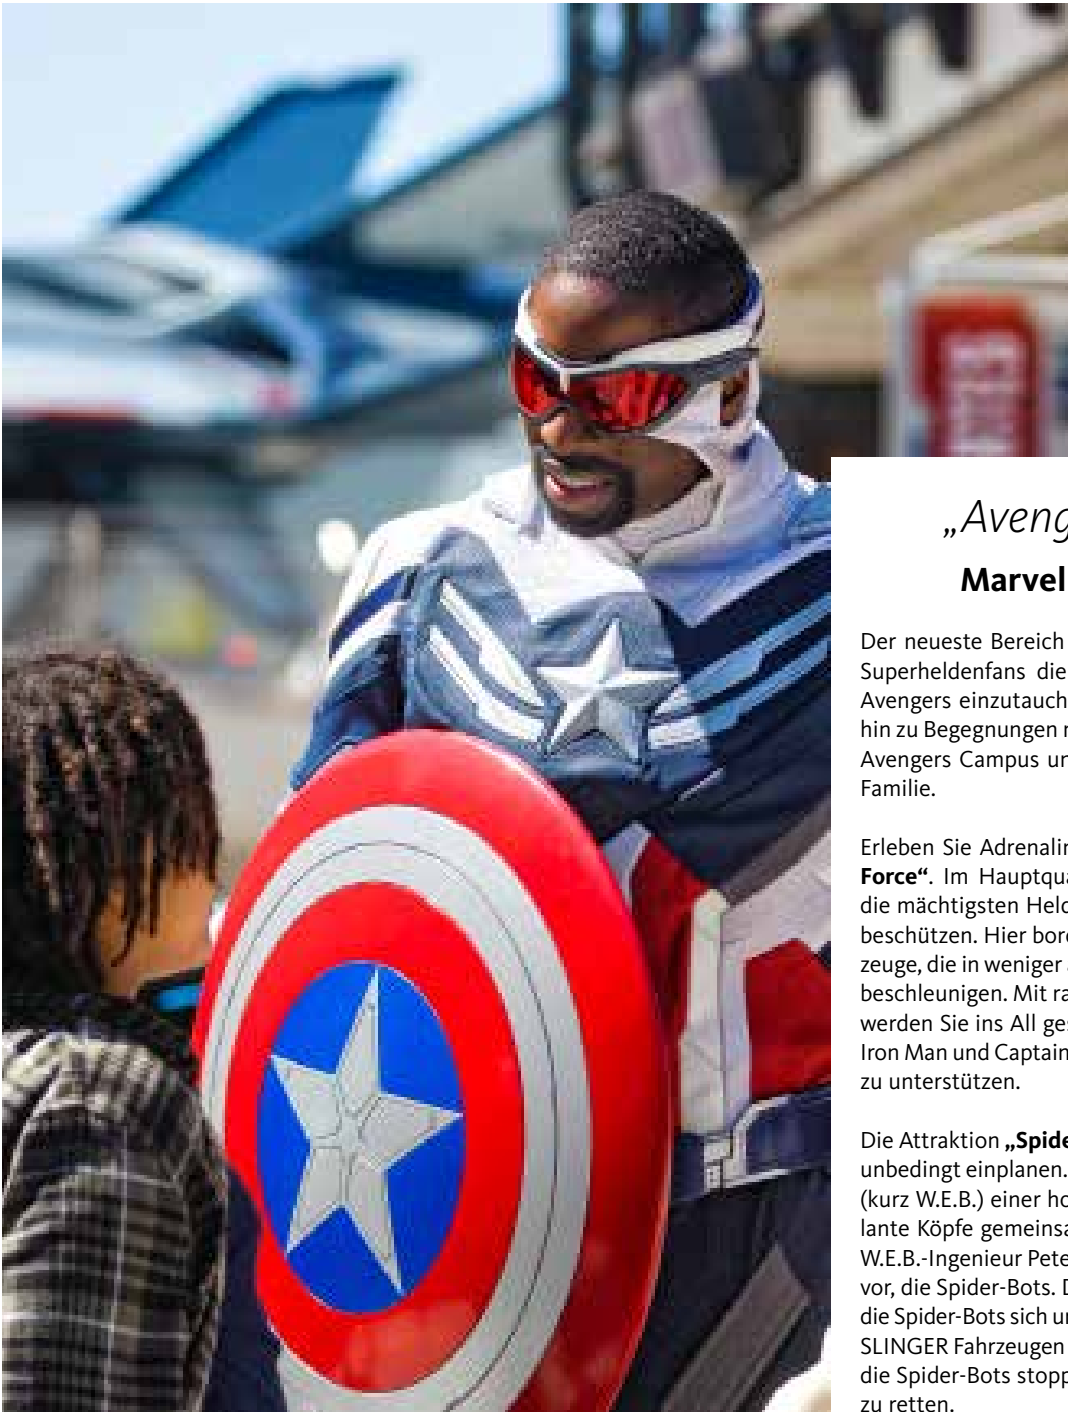 „Aveng
Marvel
Der neueste Bereich
Superheldenfans die
Avengers einzutauch
hin zu Begegnungen
Avengers Campus un
Familie.
Erleben Sie Adrenalin
Force“. Im Hauptqua
die mächtigsten Held
beschützen. Hier bord
zeuge, die in weniger
beschleunigen. Mit ra
werden Sie ins All ges
Iron Man und Captain
zu unterstützen.
Die Attraktion „Spide
unbedingt einplanen.
(kurz W.E.B.) einer ho
lante Köpfe gemeinsa
W.E.B.-Ingenieur Pete
vor, die Spider-Bots. D
die Spider-Bots sich un
SLINGER Fahrzeugen
die Spider-Bots stopp
zu retten.